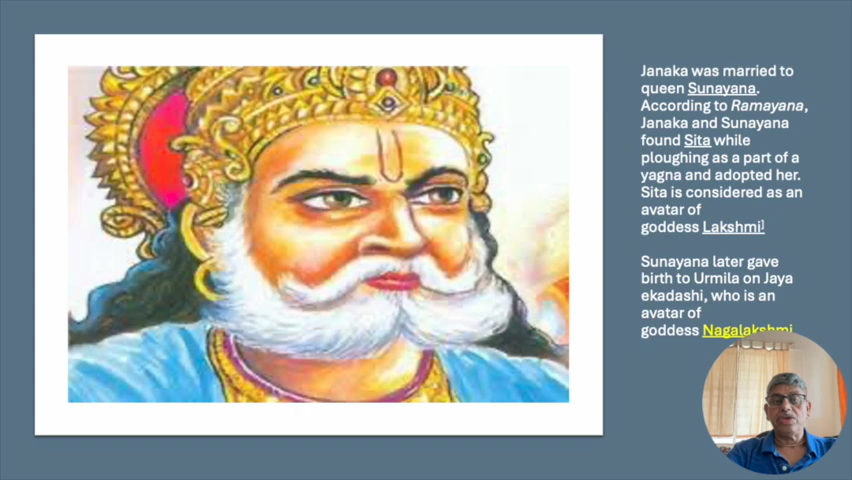 Janaka was married to
queen Sunayana.
According to Ramayana,
Janaka and Sunayana
found Sita while
ploughing as a part of a
yagna and adopted her.
Sita is considered as an
avatar of
goddess Lakshmi]
Sunayana later gave
birth to Urmila on Jaya
ekadashi, who is an
avatar of
goddess Nagalakshmi